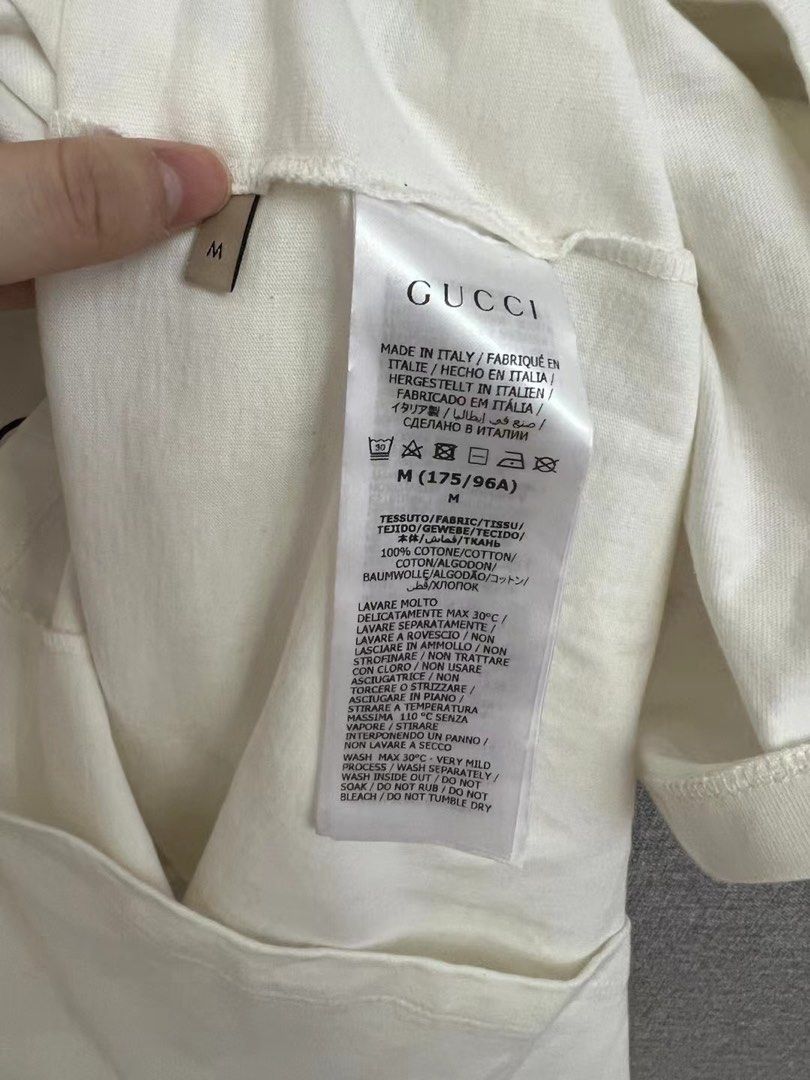 M
GUCCI
MADE IN ITALY / FABRIQUÉ EN
ITALIE / HECHO EN ITALIA /
HERGESTELLT IN ITALIEN /
FABRICADO EM ITÁLIA /
イタリア製 / صنع في إيطاليا /
СДЕЛАНО В ИТАЛИИ
30
M (175/96A)
M
TESSUTO/FABRIC/TISSU/
TEJIDO/GEWEBE/TECIDO/
本体/قماش/ТКАНЬ
100% COTONE/COTTON/
COTON/ALGODON/
BAUMWOLLE/ALGODÃO/コットン/
قطن/ХЛОПОК
LAVARE MOLTO
DELICATAMENTE MAX 30°C /
LAVARE SEPARATAMENTE /
LAVARE A ROVESCIO / NON
LASCIARE IN AMMOLLO / NON
STROFINARE / NON TRATTARE
CON CLORO / NON USARE
ASCIUGATRICE / NON
TORCERE O STRIZZARE /
ASCIUGARE IN PIANO /
STIRARE A TEMPERATURA
MASSIMA 110 °C SENZA
VAPORE / STIRARE
INTERPONENDO UN PANNO /
NON LAVARE A SECCO
WASH MAX 30°C - VERY MILD
PROCESS / WASH SEPARATELY /
WASH INSIDE OUT / DO NOT
SOAK / DO NOT RUB / DO NOT
BLEACH / DO NOT TUMBLE DRY